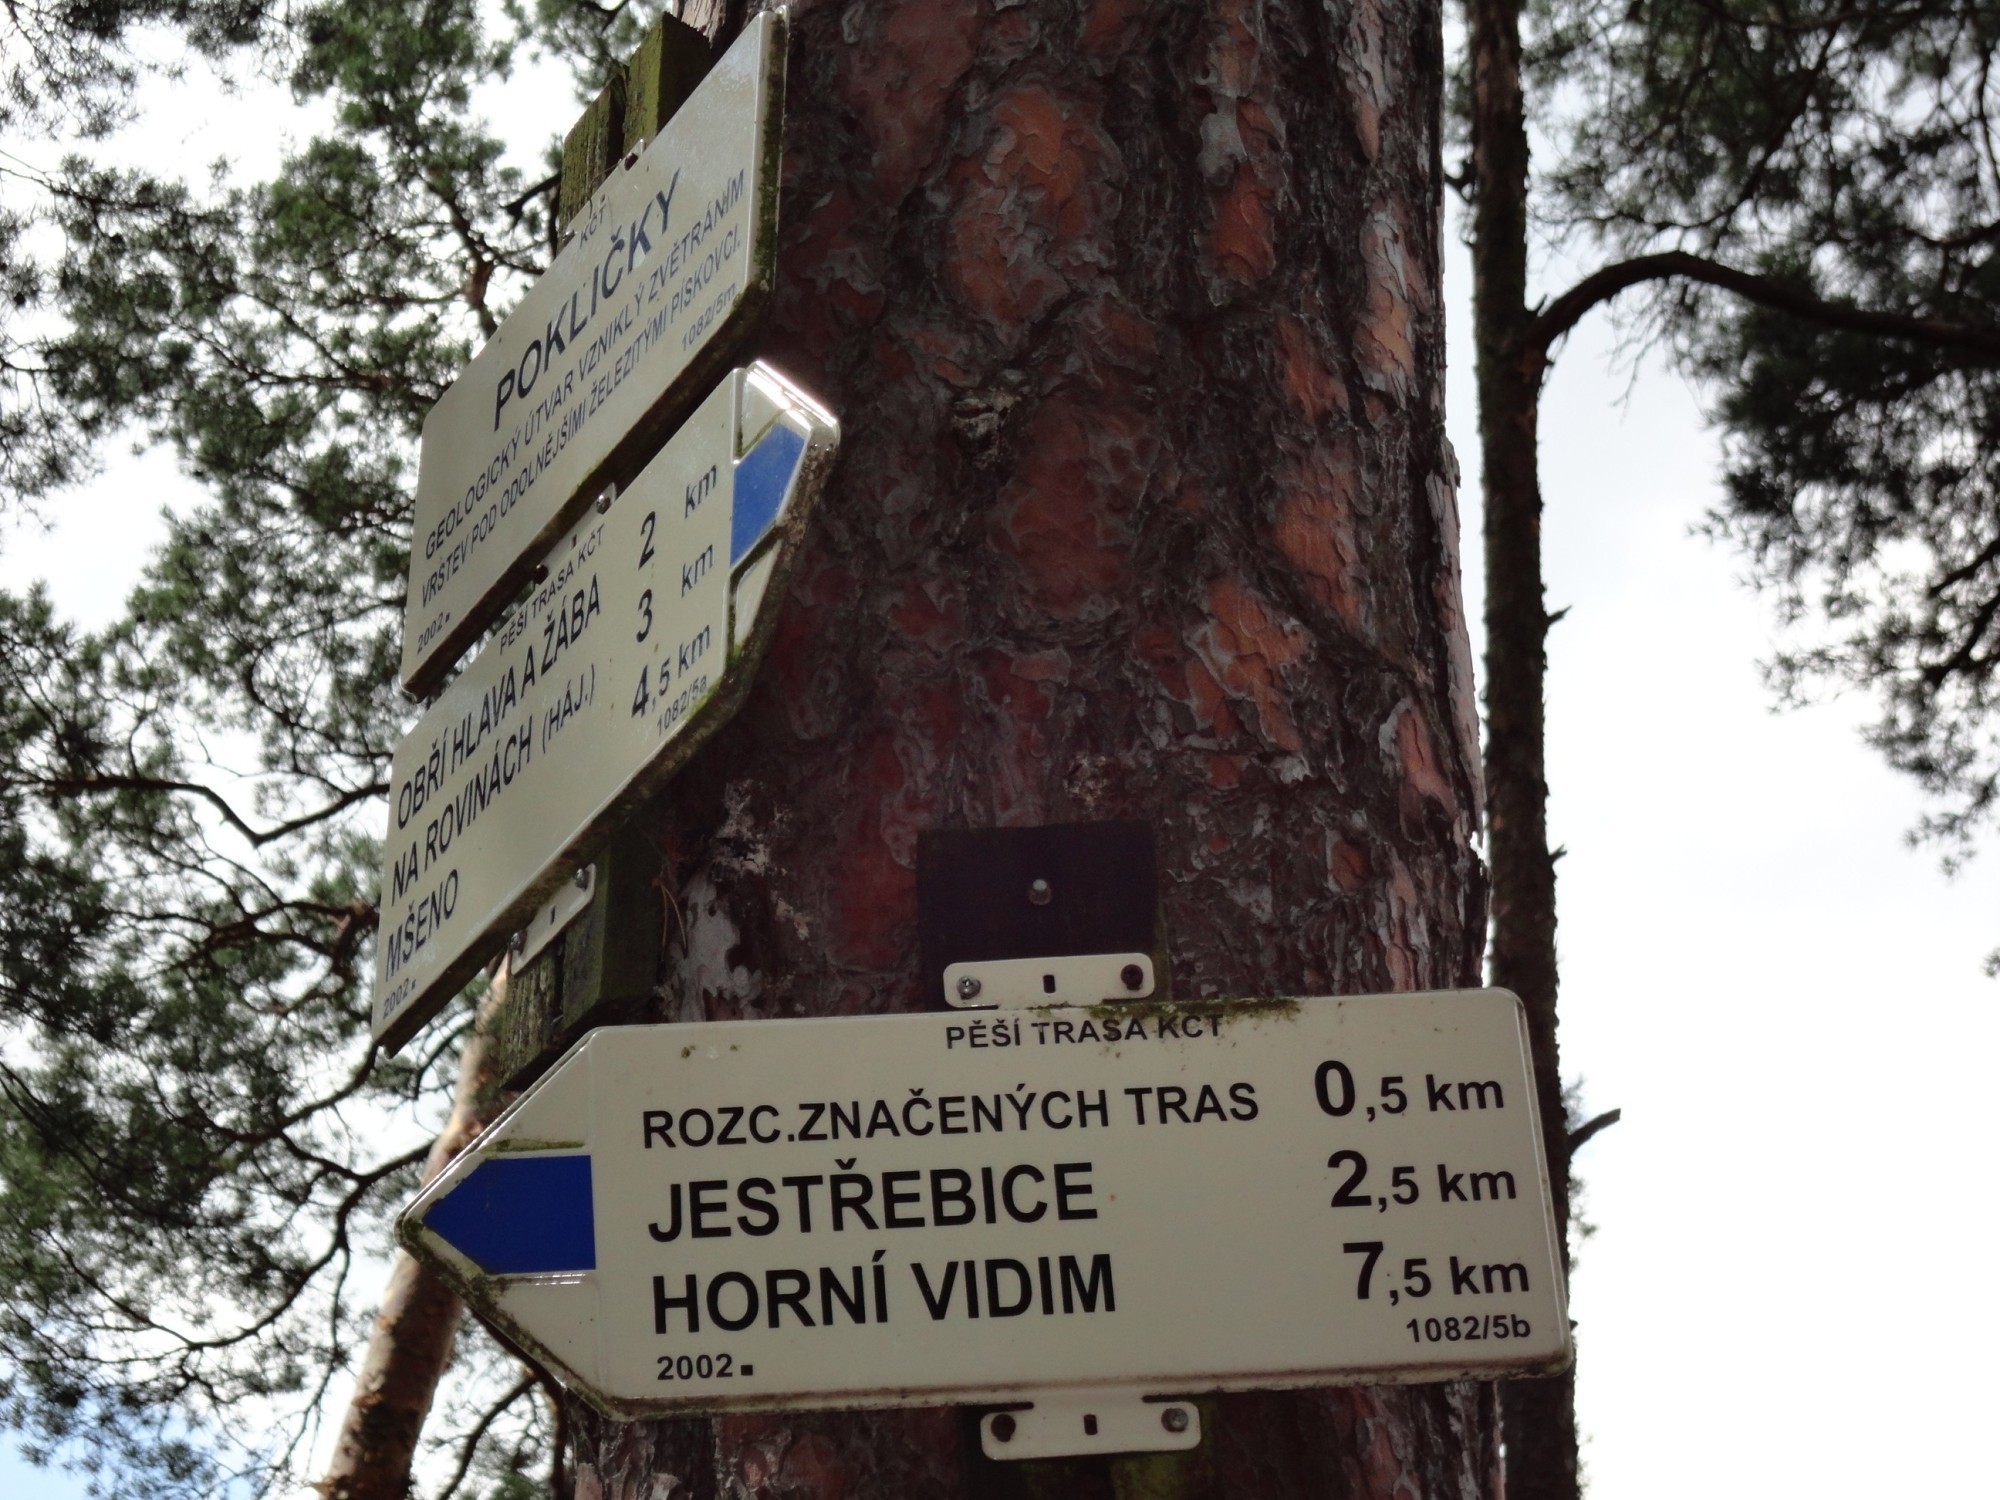 KČT
POKLIČKY
GEOLOGICKÝ ÚTVAR VZNIKLÝ ZVĚTRÁNÍM
VRSTEV POD ODOLNĚJŠÍMI ŽELEZITÝMI PÍSKOVCI.
2002. 1082/5m
PĚŠÍ TRASA KČT
OBŘÍ HLAVA A ŽÁBA 2 km
NA ROVINÁCH (HÁJ.) 3 km
MŠENO 4,5 km
2002. 1082/5a
PĚŠÍ TRASA KČT
ROZC.ZNAČENÝCH TRAS 0,5 km
JESTŘEBICE 2,5 km
HORNÍ VIDIM 7,5 km
2002. 1082/5b